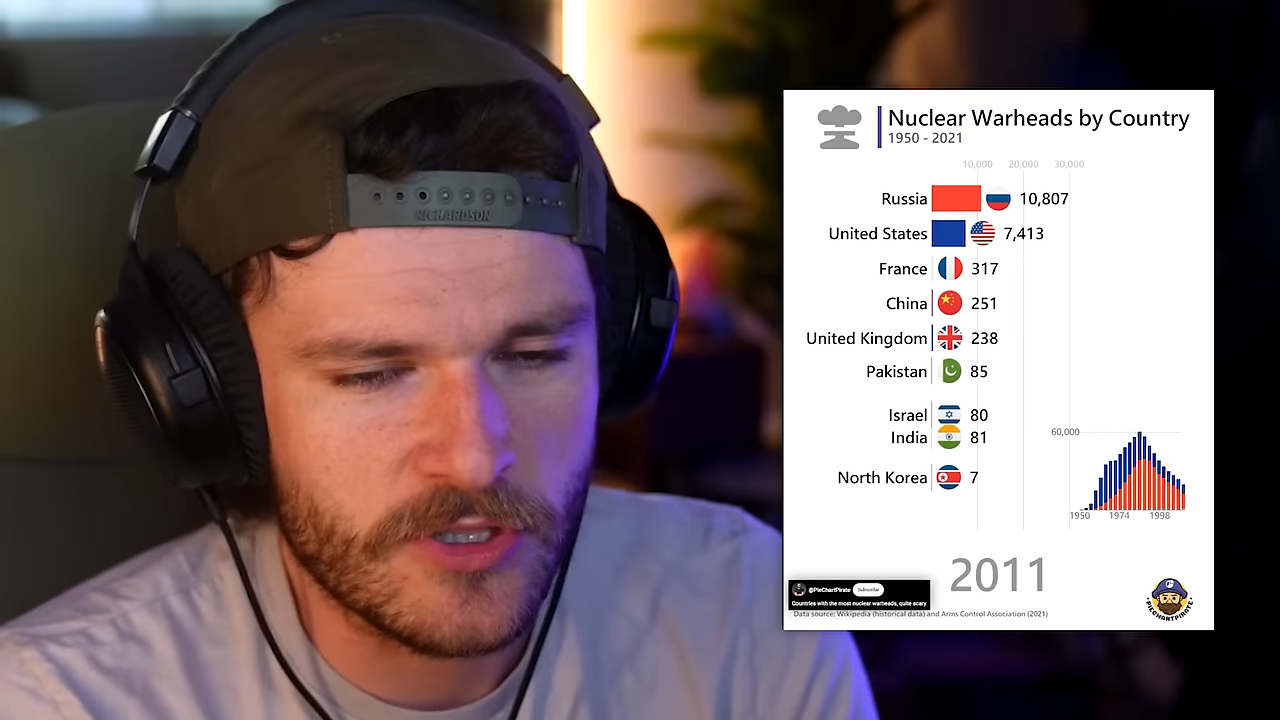 RICHARDSON
Nuclear Warheads by Country
1950 - 2021
10,000 20,000 30,000
Russia 10,807
United States 7,413
France 317
China 251
United Kingdom 238
Pakistan 85
Israel 80
India 81
North Korea 7
60,000
1950 1974 1998
2011
@PieChartPirate Subscribe
Countries with the most nuclear warheads, quite scary
Data source: Wikipedia (historical data) and Arms Control Association (2021)
PIECHARTPIRATE